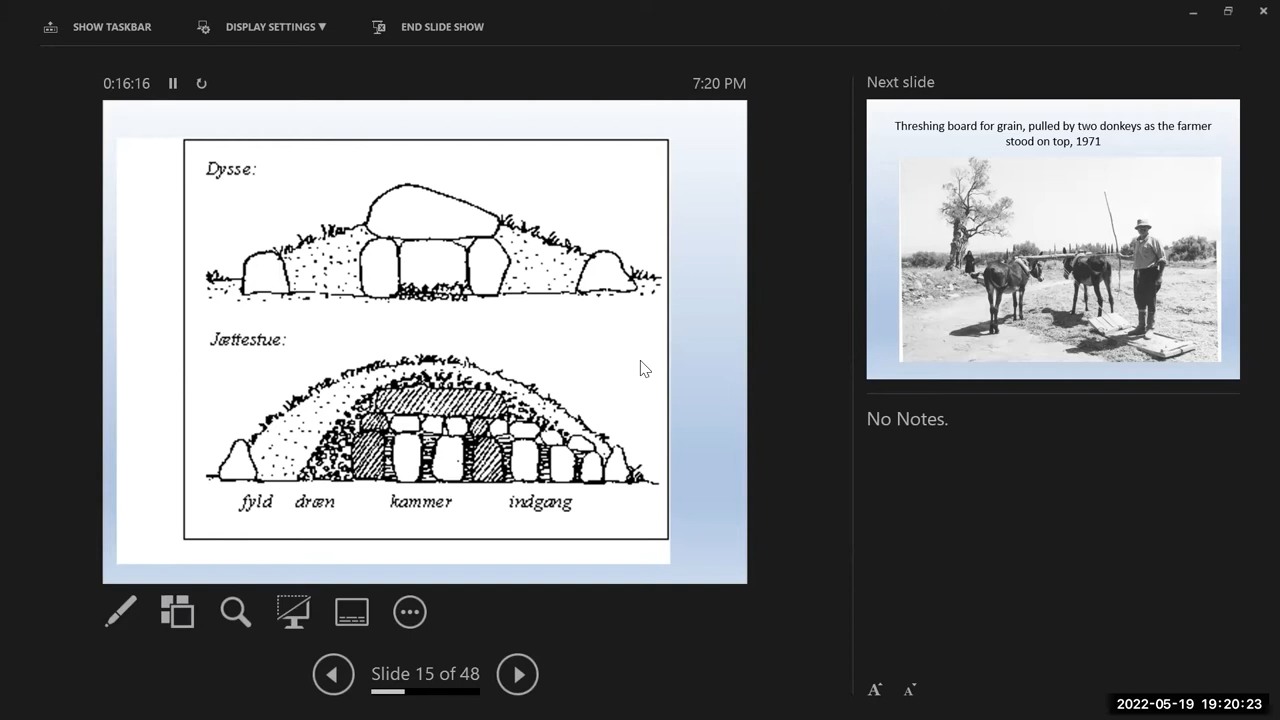 SHOW TASKBAR
DISPLAY SETTINGS ▼
END SLIDE SHOW
0:16:16
7:20 PM
Dysse:
Jættestue:
fyld dræn kammer indgang
Next slide
Threshing board for grain, pulled by two donkeys as the farmer
stood on top, 1971
No Notes.
Slide 15 of 48
A A
2022-05-19 19:20:23